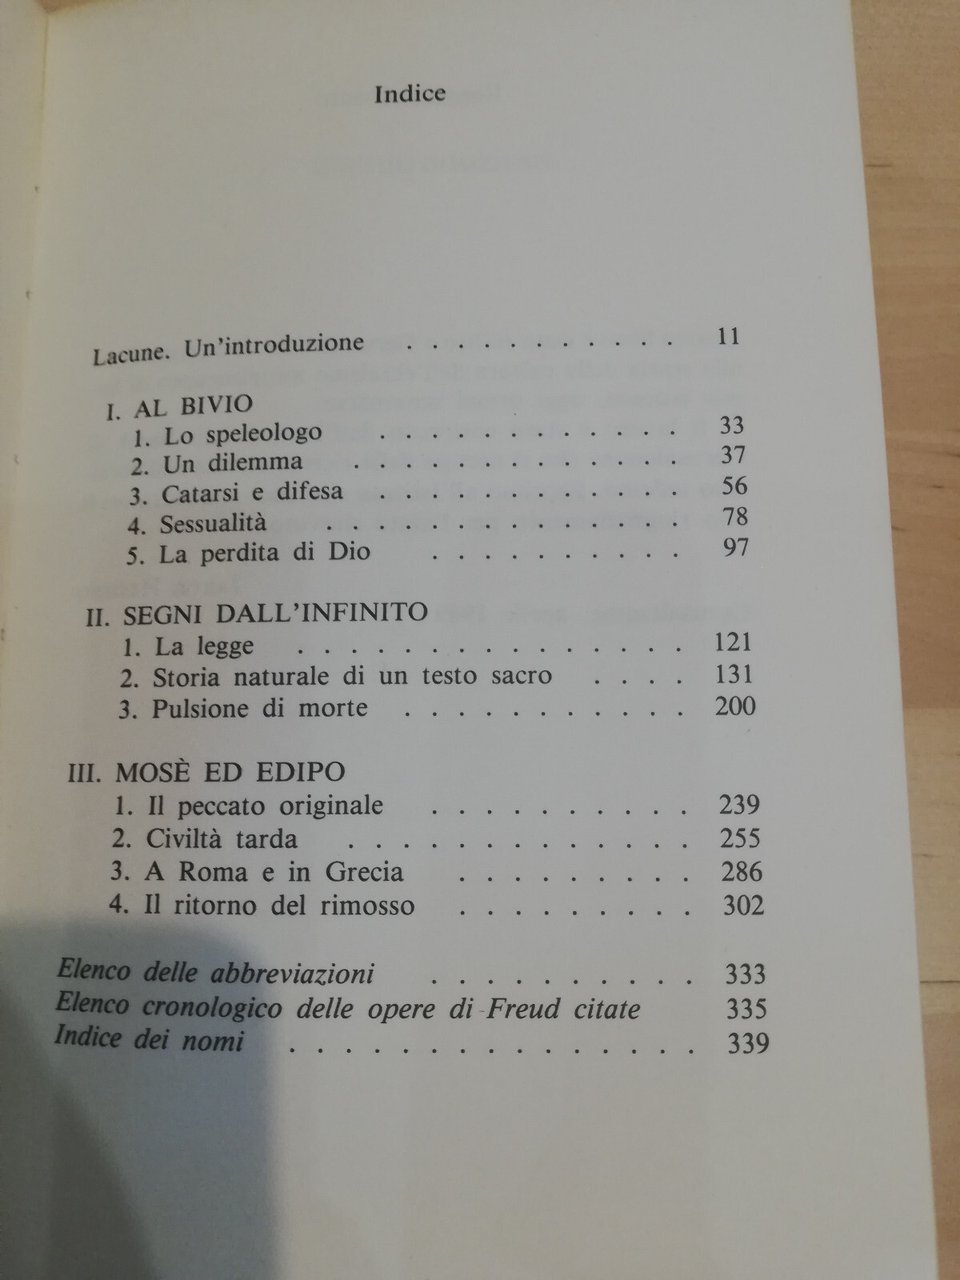 Indice
Lacune. Un'introduzione . . . . . . . . . . . 11
I. AL BIVIO
1. Lo speleologo . . . . . . . . . . . . 33
2. Un dilemma . . . . . . . . . . . . . 37
3. Catarsi e difesa . . . . . . . . . . . . 56
4. Sessualità . . . . . . . . . . . . . . 78
5. La perdita di Dio . . . . . . . . . . 97
II. SEGNI DALL'INFINITO
1. La legge . . . . . . . . . . . . . . . 121
2. Storia naturale di un testo sacro . . . . 131
3. Pulsione di morte . . . . . . . . . . . 200
III. MOSÈ ED EDIPO
1. Il peccato originale . . . . . . . . . . 239
2. Civiltà tarda . . . . . . . . . . . . . 255
3. A Roma e in Grecia . . . . . . . . . 286
4. Il ritorno del rimosso . . . . . . . . . 302
Elenco delle abbreviazioni . . . . . . . . . . 333
Elenco cronologico delle opere di Freud citate 335
Indice dei nomi . . . . . . . . . . . . . . . 339